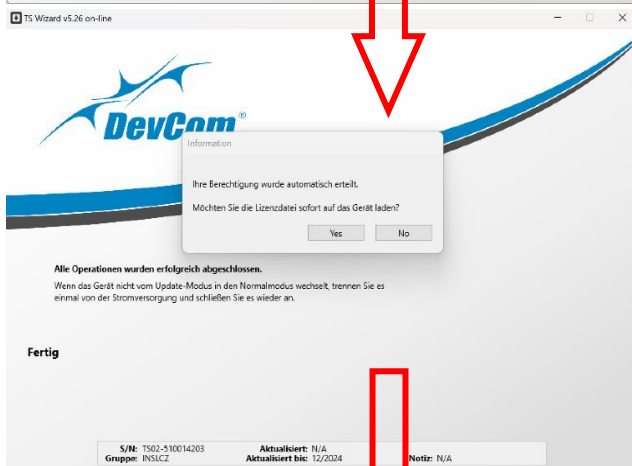 TS Wizard v5.26 on-line
DevCom®
Information
Ihre Berechtigung wurde automatisch erteilt.
Möchten Sie die Lizenzdatei sofort auf das Gerät laden?
Yes No
Alle Operationen wurden erfolgreich abgeschlossen.
Wenn das Gerät nicht vom Update-Modus in den Normalmodus wechselt, trennen Sie es
einmal von der Stromversorgung und schließen Sie es wieder an.
Fertig
S/N: TS02-510014203 Aktualisiert: N/A
Gruppe: INSLCZ Aktualisiert bis: 12/2024 Notiz: N/A